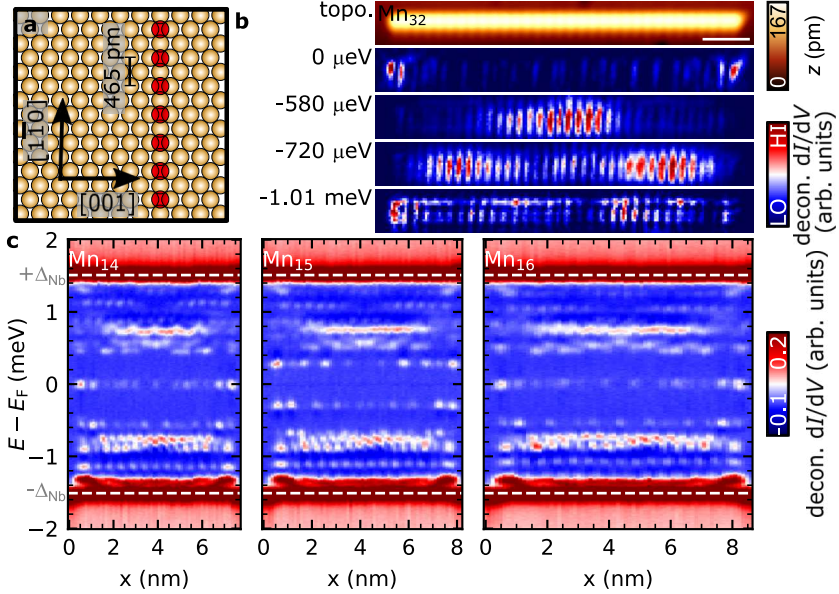 a
465 pm
[11̅0]
[001]
b
topo.
Mn32
0 μeV
-580 μeV
-720 μeV
-1.01 meV
0 167
z (pm)
LO HI
decon. dI/dV
(arb. units)
c
Mn14
Mn15
Mn16
+ΔNb
-ΔNb
2
1
0
−1
−2
E − EF (meV)
0 2 4 6
0 2 4 6 8
0 2 4 6 8
x (nm)
x (nm)
x (nm)
-0.1 0.2
decon. dI/dV (arb. units)